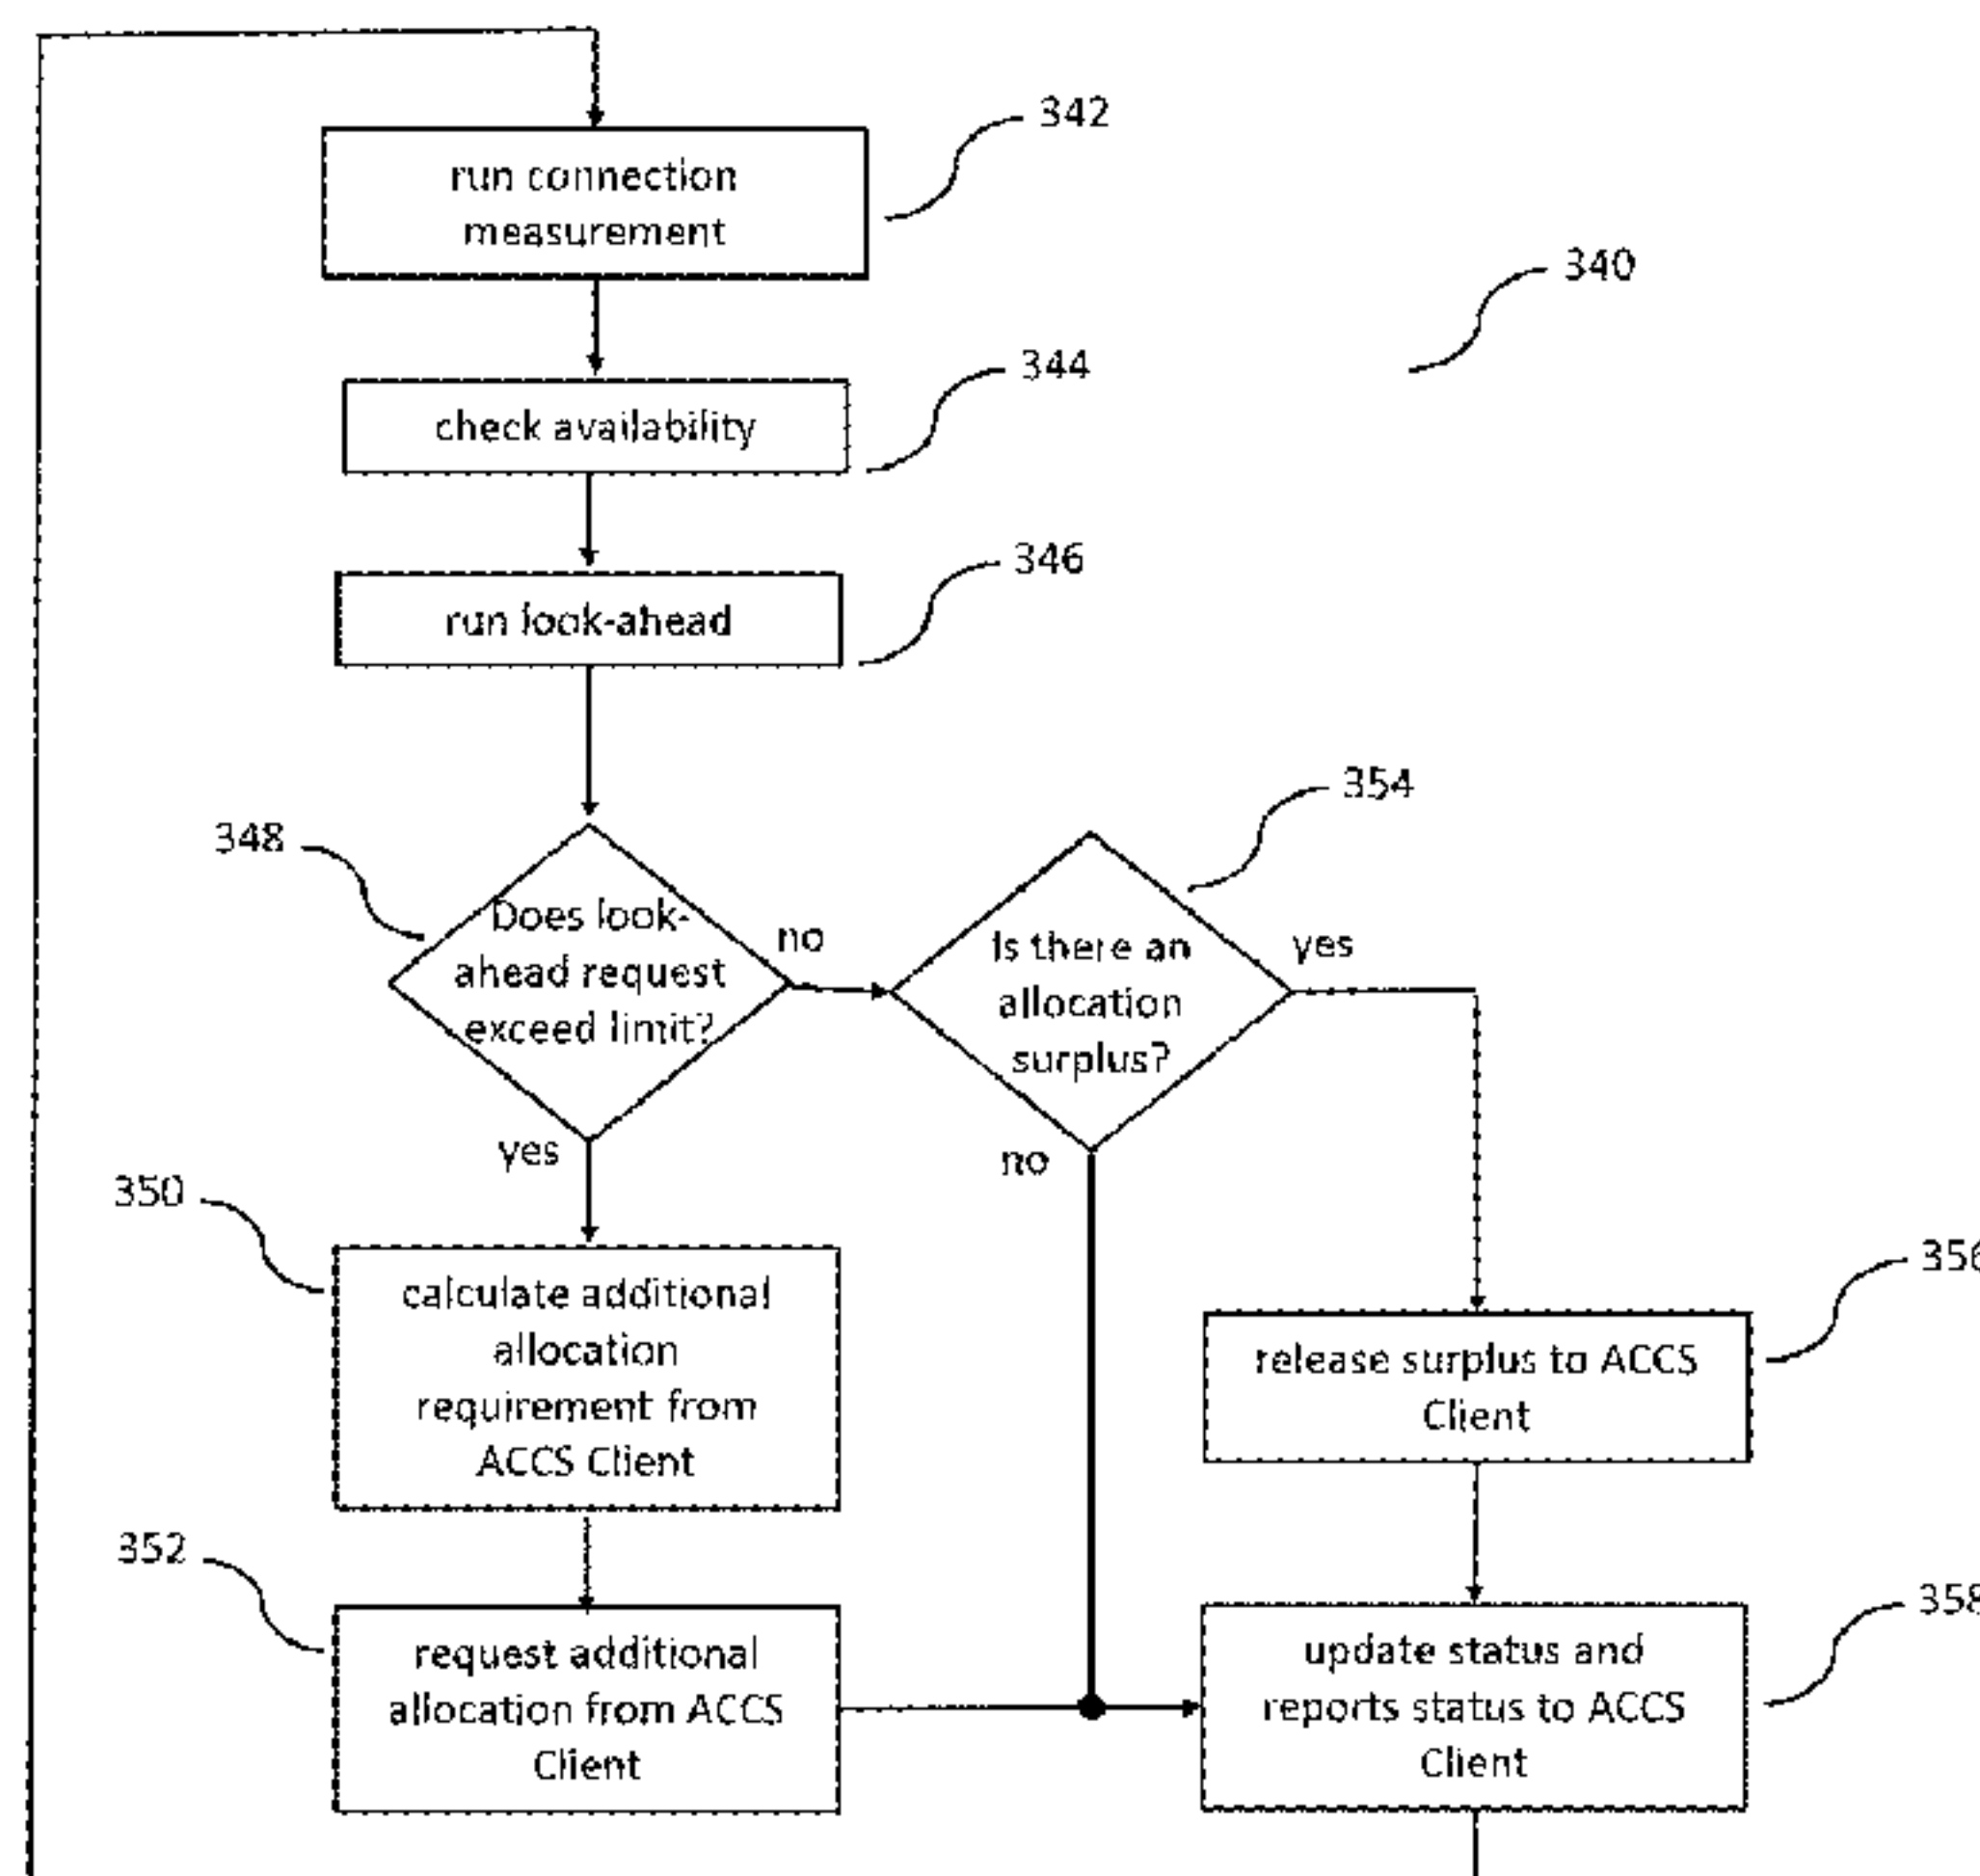 342
run connection
measurement
340
344
check availability
346
run look-ahead
354
348
Does look-
ahead request
exceed limit?
no
Is there an
allocation
surplus?
yes
yes
no
350
calculate additional
allocation
requirement from
ACCS Client
356
release surplus to ACCS
Client
352
request additional
allocation from ACCS
Client
358
update status and
reports status to ACCS
Client